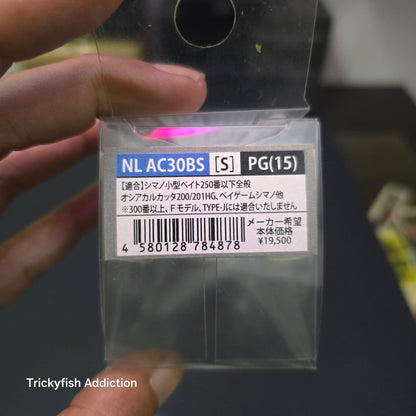 NL AC30BS [S] PG(15)
【適合】シマノ小型ベイト250番以下全般
オシアカルカッタ200/201HG、ベイゲームシマノ他
※300番以上、Fモデル、TYPE-Jには適合いたしません
メーカー希望
本体価格
¥19,500
4 580128 784878
Trickyfish Addiction